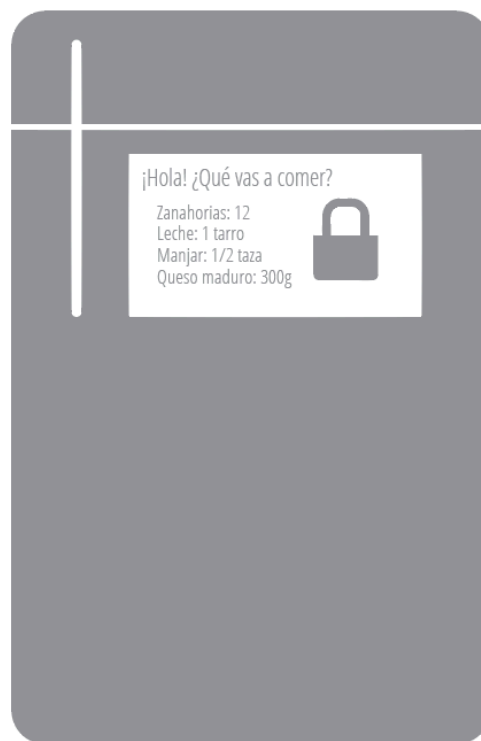 ¡Hola! ¿Qué vas a comer?
Zanahorias: 12
Leche: 1 tarro
Manjar: 1/2 taza
Queso maduro: 300g